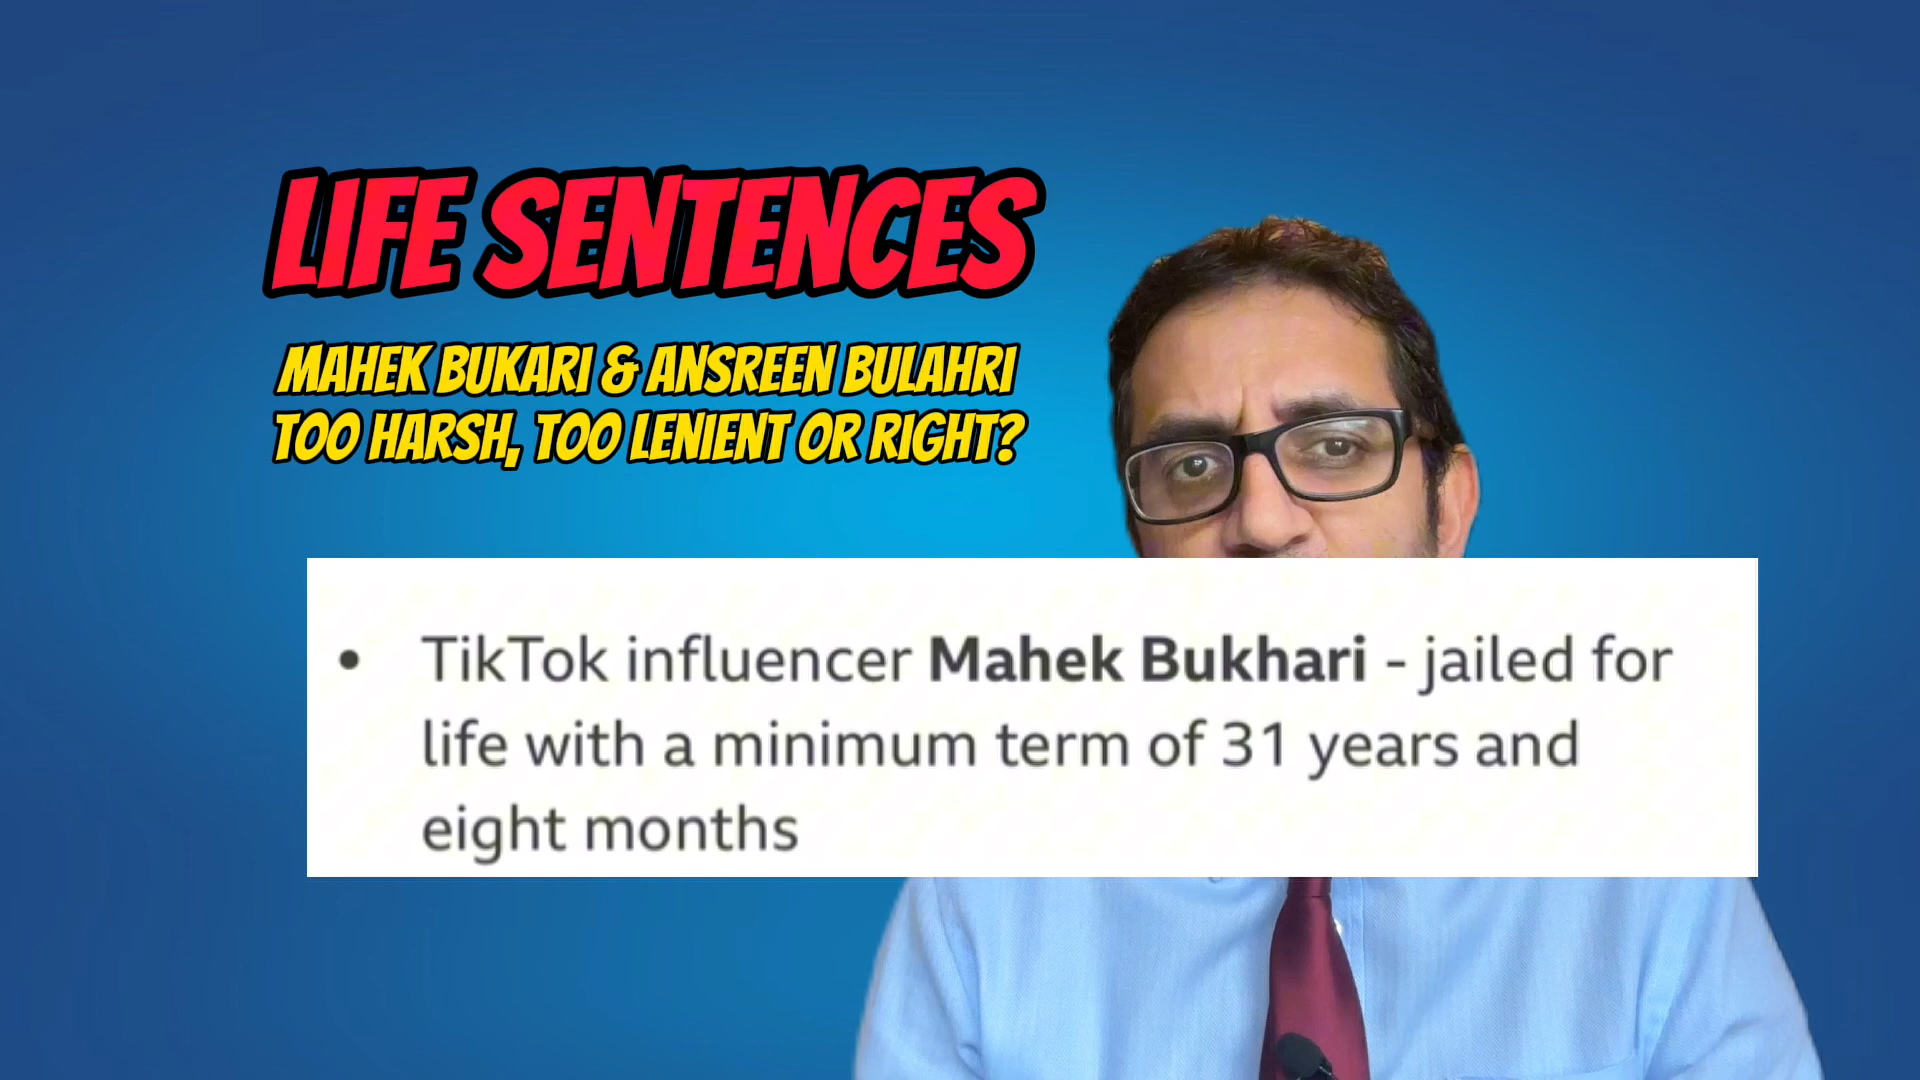 LIFE SENTENCES
MAHEK BUKARI & ANSREEN BULAHRI
TOO HARSH, TOO LENIENT OR RIGHT?
• TikTok influencer Mahek Bukhari - jailed for
life with a minimum term of 31 years and
eight months